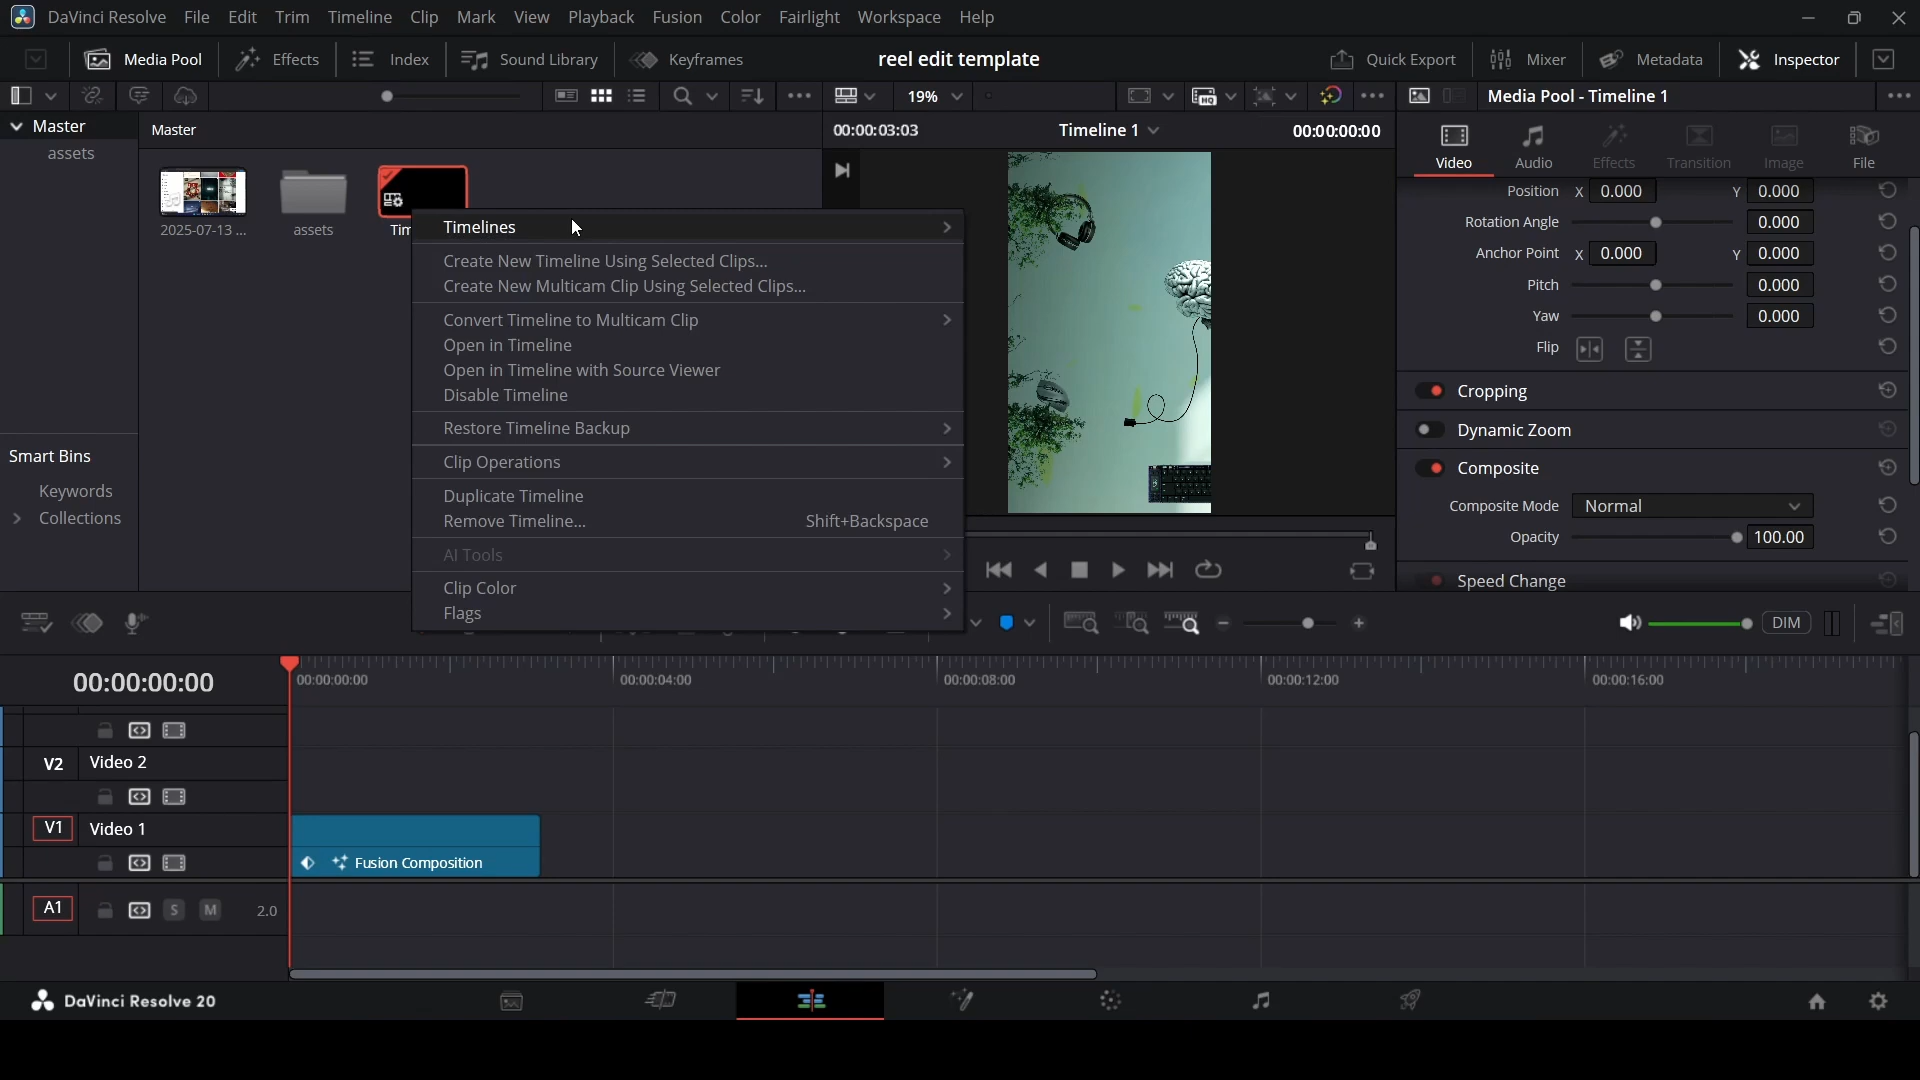 DaVinci Resolve File Edit Trim Timeline Clip Mark View Playback Fusion Color Fairlight Workspace Help
Media Pool Effects Index Sound Library Keyframes reel edit template Quick Export Mixer Metadata Inspector
19% Media Pool - Timeline 1
Master Master 00:00:03:03 Timeline 1 00:00:00:00
assets
Video Audio Effects Transition Image File
2025-07-13 ... assets Tim
Position X 0.000 Y 0.000
Rotation Angle 0.000
Anchor Point X 0.000 Y 0.000
Pitch 0.000
Yaw 0.000
Flip
Cropping
Dynamic Zoom
Composite
Composite Mode Normal
Opacity 100.00
Speed Change
Timelines
Create New Timeline Using Selected Clips...
Create New Multicam Clip Using Selected Clips...
Convert Timeline to Multicam Clip
Open in Timeline
Open in Timeline with Source Viewer
Disable Timeline
Restore Timeline Backup
Clip Operations
Duplicate Timeline
Remove Timeline... Shift+Backspace
AI Tools
Clip Color
Flags
Smart Bins
Keywords
Collections
DIM
00:00:00:00 00:00:00:00 00:00:04:00 00:00:08:00 00:00:12:00 00:00:16:00
V2 Video 2
V1 Video 1
Fusion Composition
A1 S M 2.0
DaVinci Resolve 20